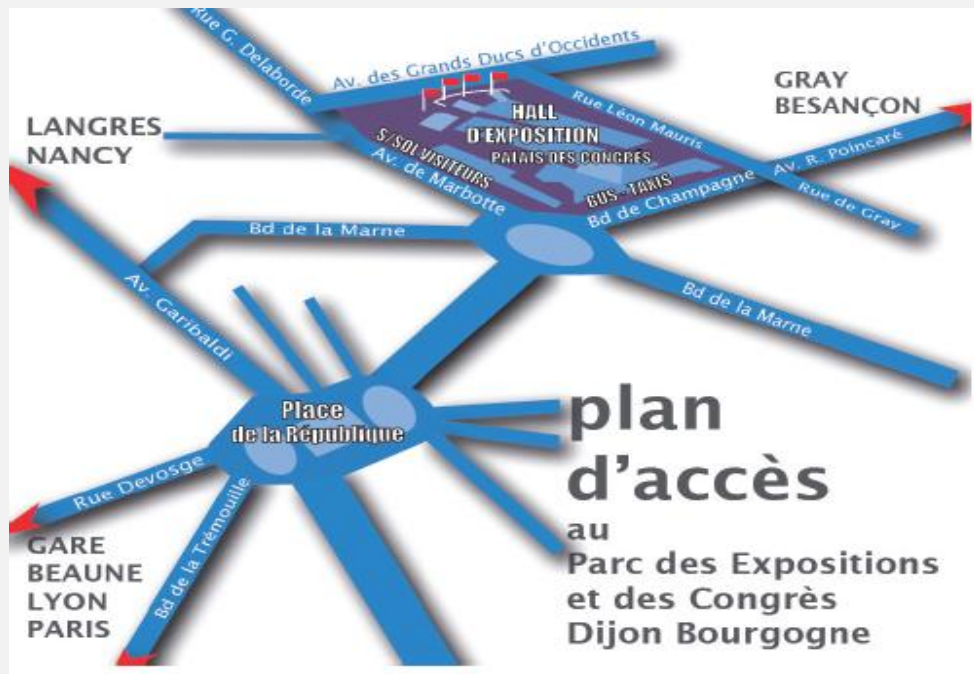 Rue G. Delaborde
Av. des Grands Ducs d'Occidents
GRAY
BESANÇON
LANGRES
NANCY
HALL
D'EXPOSITION
PALAIS DES CONGRÈS
S/SOL VISITEURS
BUS - TAXIS
Rue Léon Mauris
Av. R. Poincaré
Av. de Marbotte
Bd de Champagne
Rue de Gray
Bd de la Marne
Bd de la Marne
Av. Garibaldi
Place
de la République
Rue Devosge
Bd de la Trémouille
GARE
BEAUNE
LYON
PARIS
plan
d'accès
au
Parc des Expositions
et des Congrès
Dijon Bourgogne